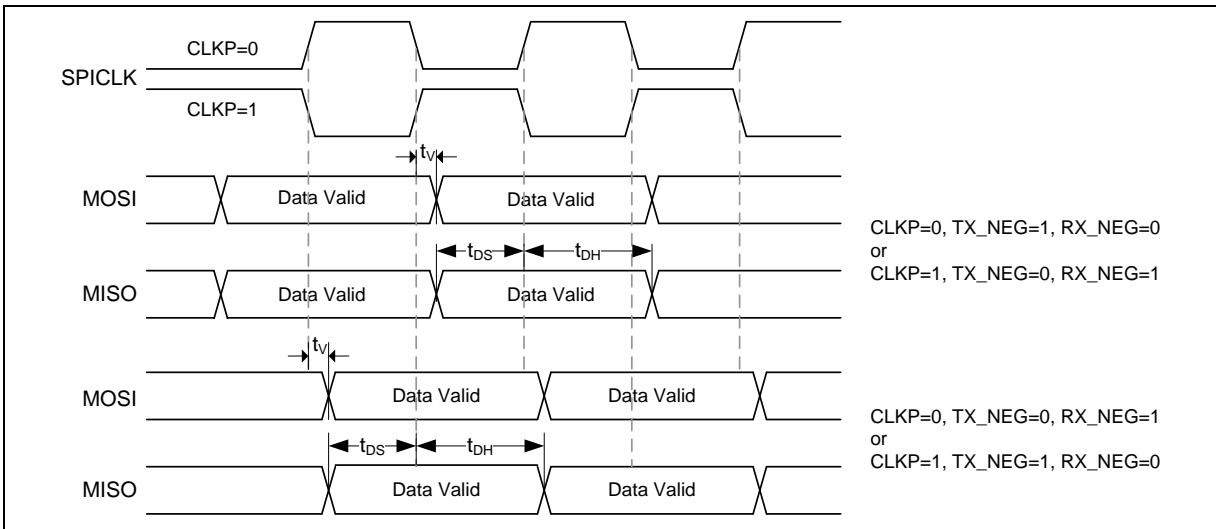 CLKP=0
SPICLK
CLKP=1
tV
MOSI
Data Valid
Data Valid
CLKP=0, TX_NEG=1, RX_NEG=0
or
CLKP=1, TX_NEG=0, RX_NEG=1
tDS
tDH
MISO
Data Valid
Data Valid
tV
MOSI
Data Valid
Data Valid
CLKP=0, TX_NEG=0, RX_NEG=1
or
CLKP=1, TX_NEG=1, RX_NEG=0
tDS
tDH
MISO
Data Valid
Data Valid